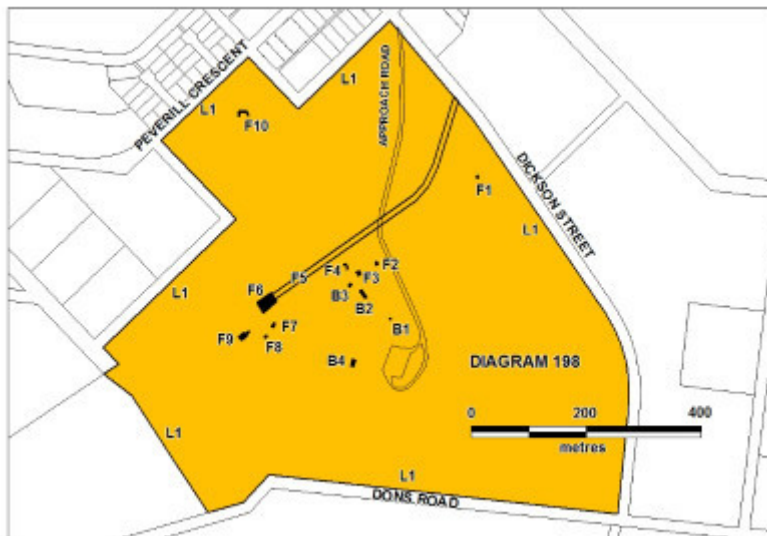 PEVERILL CRESCENT
L1
L1
F10
APPROACH ROAD
DICKSON STREET
F1
L1
F2
F4
F3
F5
B3
B2
F6
L1
B1
F7
F9
F8
B4
DIAGRAM 198
0 200 400
metres
L1
L1
DONS ROAD